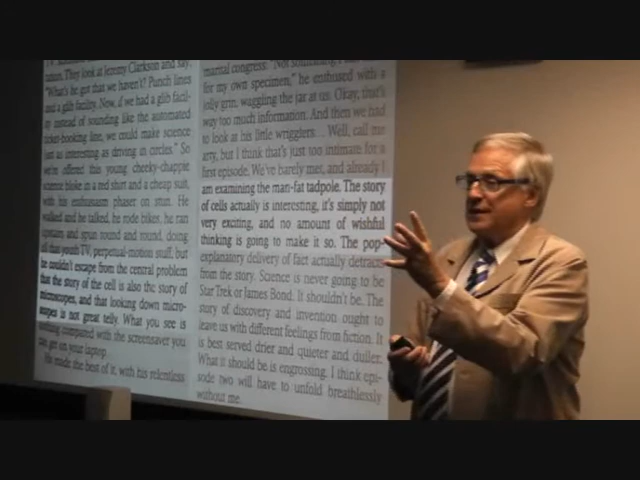 ration. They look at Jeremy Clarkson and say,
"What's he got that we haven't? Punch lines
and a glib facility. Now, if we had a glib facil-
ity instead of sounding like the automated
ticket-booking line, we could make science
just as interesting as driving in circles." So
we're offered this young cheeky-chappie
science bloke in a red shirt and a cheap suit,
with his enthusiasm phaser on stun. He
walked and he talked, he rode bikes, he ran
upstairs and spun round and round, doing
all than youth TV, perpetual-motion stuff, but
he couldn't escape from the central problem
that the story of the cell is also the story of
microscopes, and that looking down micro-
scopes is not great telly. What you see is
nothing compared with the screensaver you
can get on your laptop.
He made the best of it, with his relentless
marital congress. "Not something I
for my own specimen," he enthused with a
jolly grin, waggling the jar at us. Okay, that's
way too much information. And then we had
to look at his little wrigglers... Well, call me
arty, but I think that's just too intimate for a
first episode. We've barely met, and already I
am examining the man-fat tadpole. The story
of cells actually is interesting, it's simply not
very exciting, and no amount of wishful
thinking is going to make it so. The pop-
explanatory delivery of fact actually detracts
from the story. Science is never going to be
Star Trek or James Bond. It shouldn't be. The
story of discovery and invention ought to
leave us with different feelings from fiction. It
is best served drier and quieter and duller.
What it should be is engrossing. I think epi-
sode two will have to unfold breathlessly
without me.